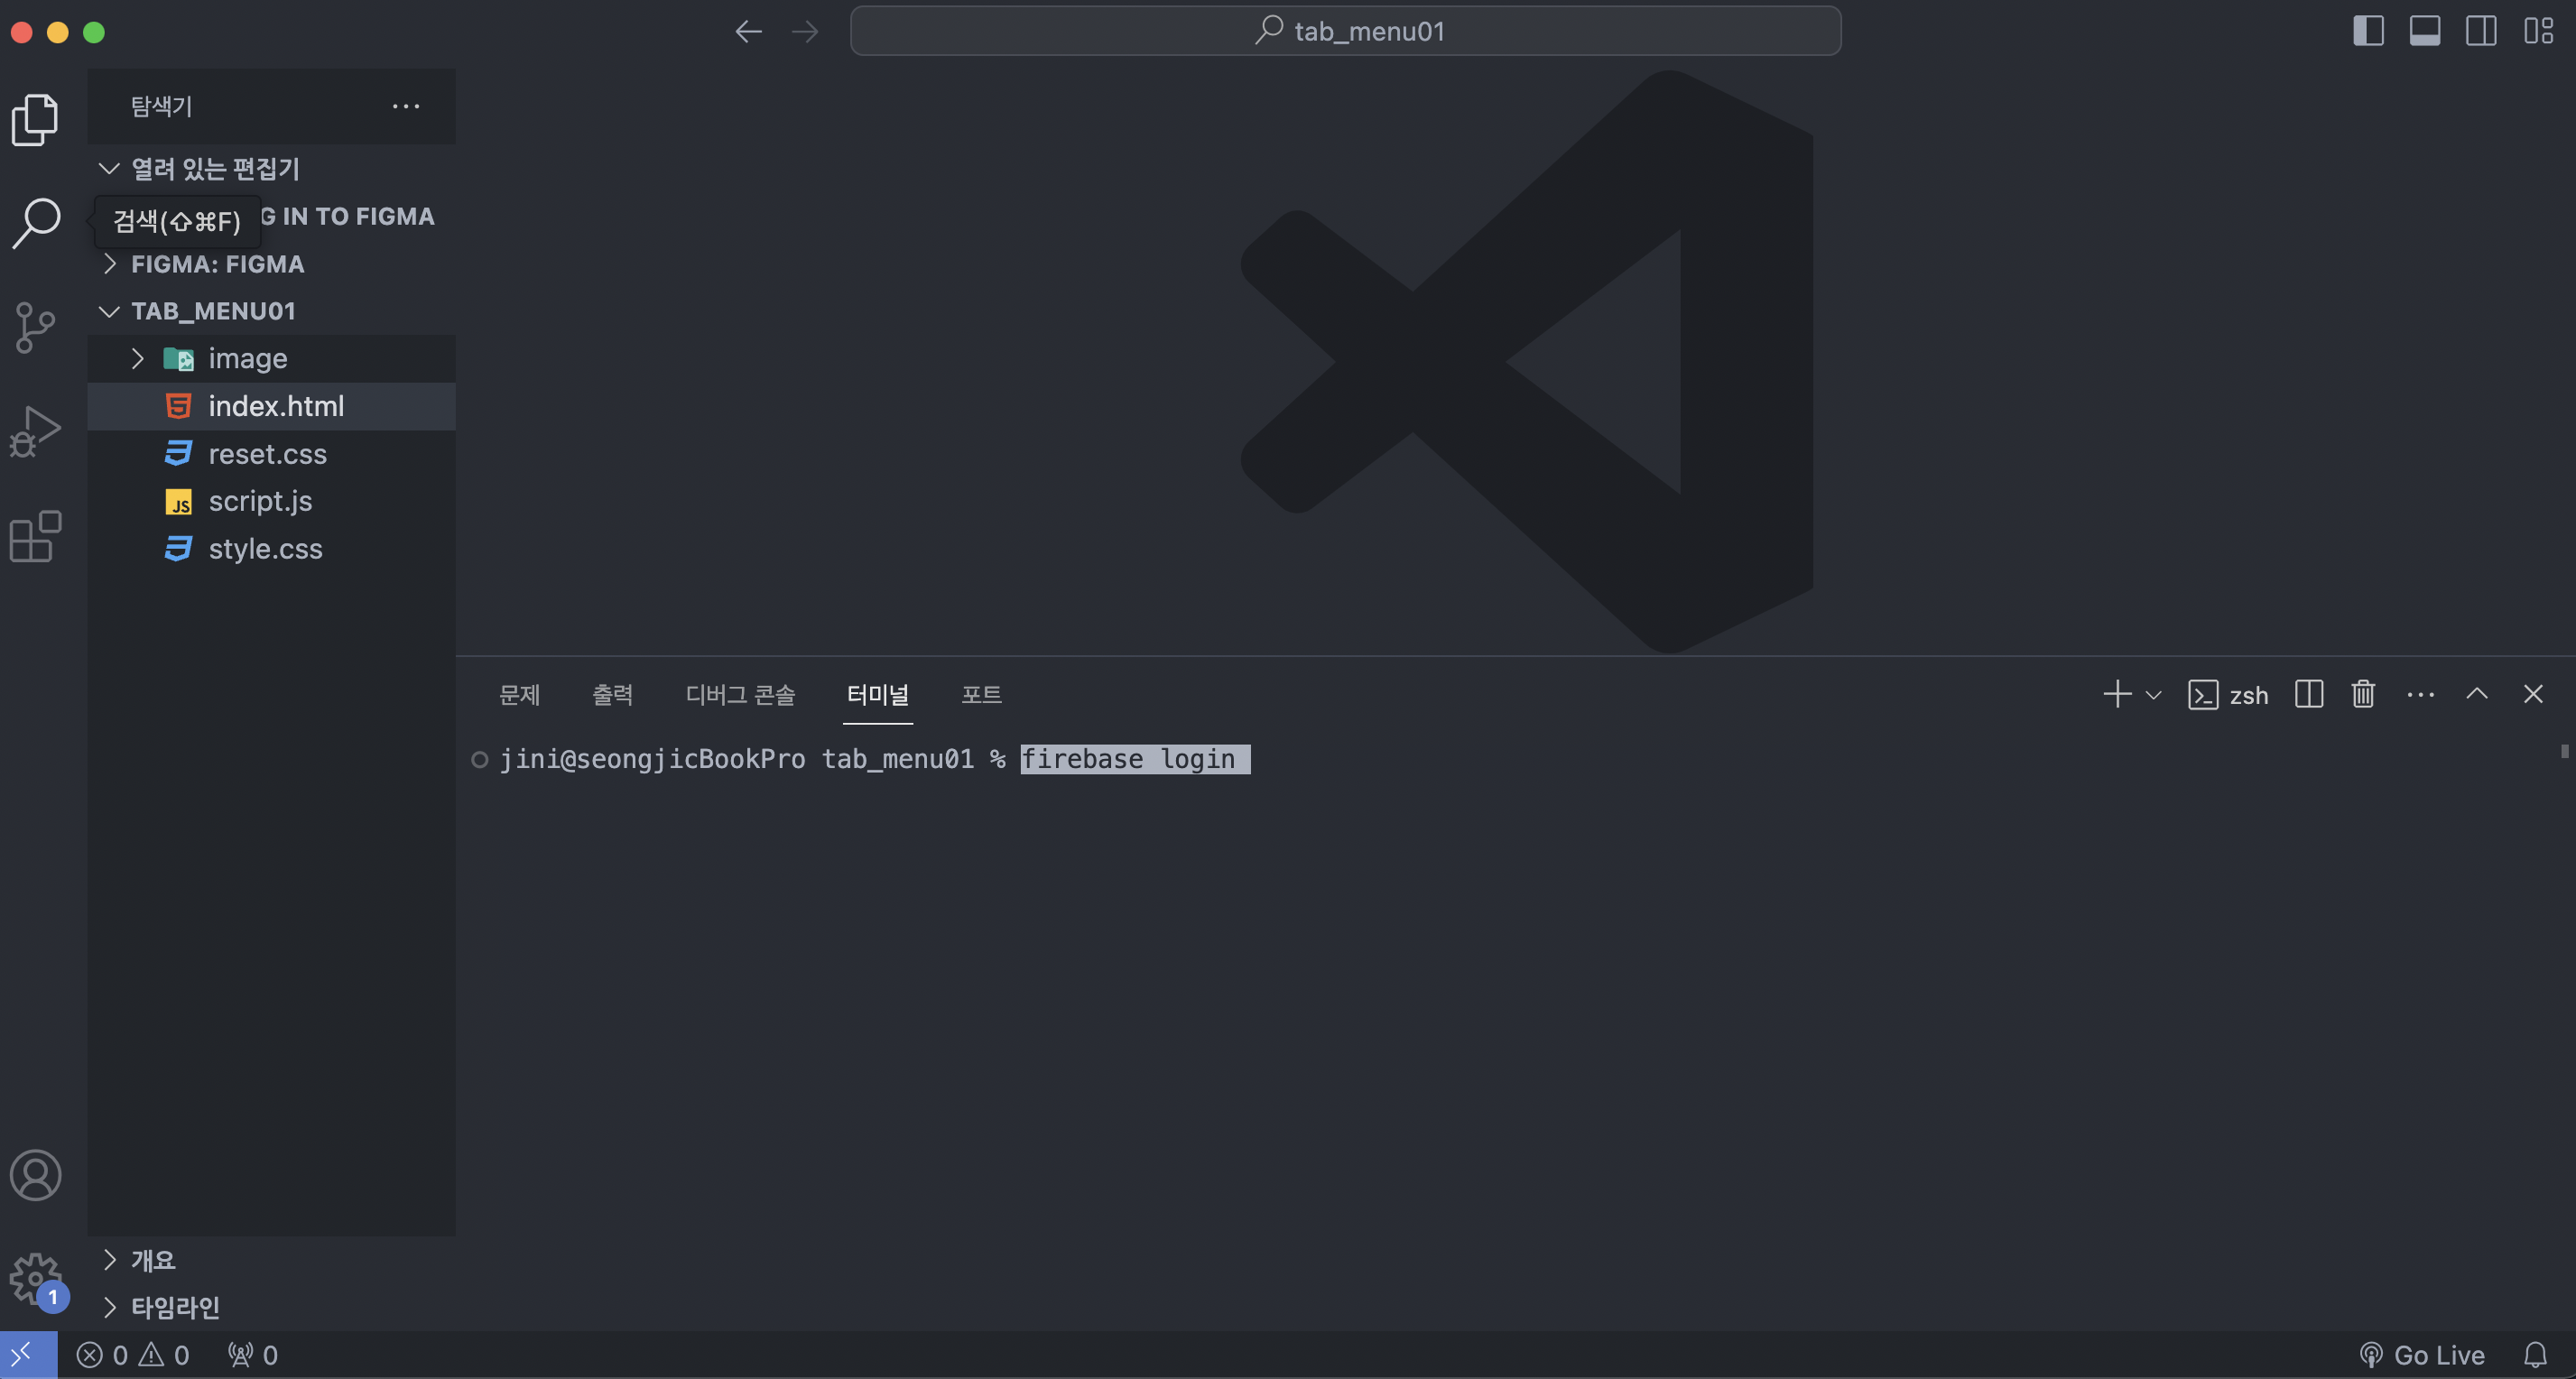 tab_menu01
탐색기
열려 있는 편집기
검색(⇧⌘F)
G IN TO FIGMA
FIGMA: FIGMA
TAB_MENU01
image
index.html
reset.css
JS script.js
style.css
문제 출력 디버그 콘솔 터미널 포트
zsh
jini@seongjicBookPro tab_menu01 % firebase login
개요
1
타임라인
0 0 0
Go Live